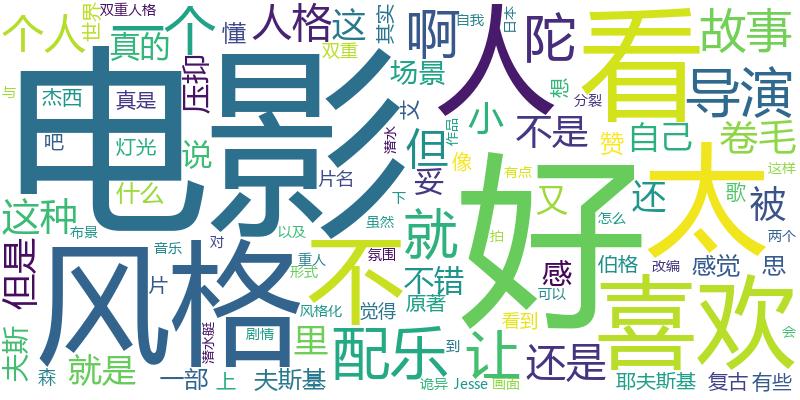 个人
世界
双重人格
一个
懂
人格
这
其实
啊
自我
日本
人
陀
看
故事
真的
压抑
双重
场景
想
分裂
导演
电影
杰西
真是
艾
潜水
作品
小
不是
赞
自己
卷毛
吧
灯光
说
但
像
太
什么
片名
妥
有点
又
还
歌
被
这样
这种
布景
下
虽然
好
怎么
两个
风格
音乐
对
以及
不
就
重人
氛围
形式
不错
感
伯格
改编
感觉
思
但是
片
原著
拍
可以
风格化
觉得
看到
喜欢
会
夫斯
潜水艇
剧情
里
配乐
到
让
还是
森
就是
一部
上
夫斯基
诡异
Jesse
画面
耶夫斯基
复古
有些
与